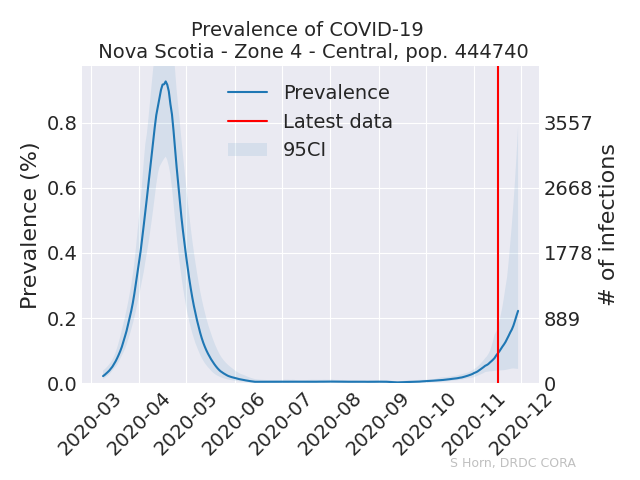 Prevalence of COVID-19
Nova Scotia - Zone 4 - Central, pop. 444740
Prevalence
Latest data
95CI
Prevalence (%)
0.8
0.6
0.4
0.2
0.0
3557
2668
1778
889
0
# of infections
2020-03
2020-04
2020-05
2020-06
2020-07
2020-08
2020-09
2020-10
2020-11
2020-12
S Horn, DRDC CORA